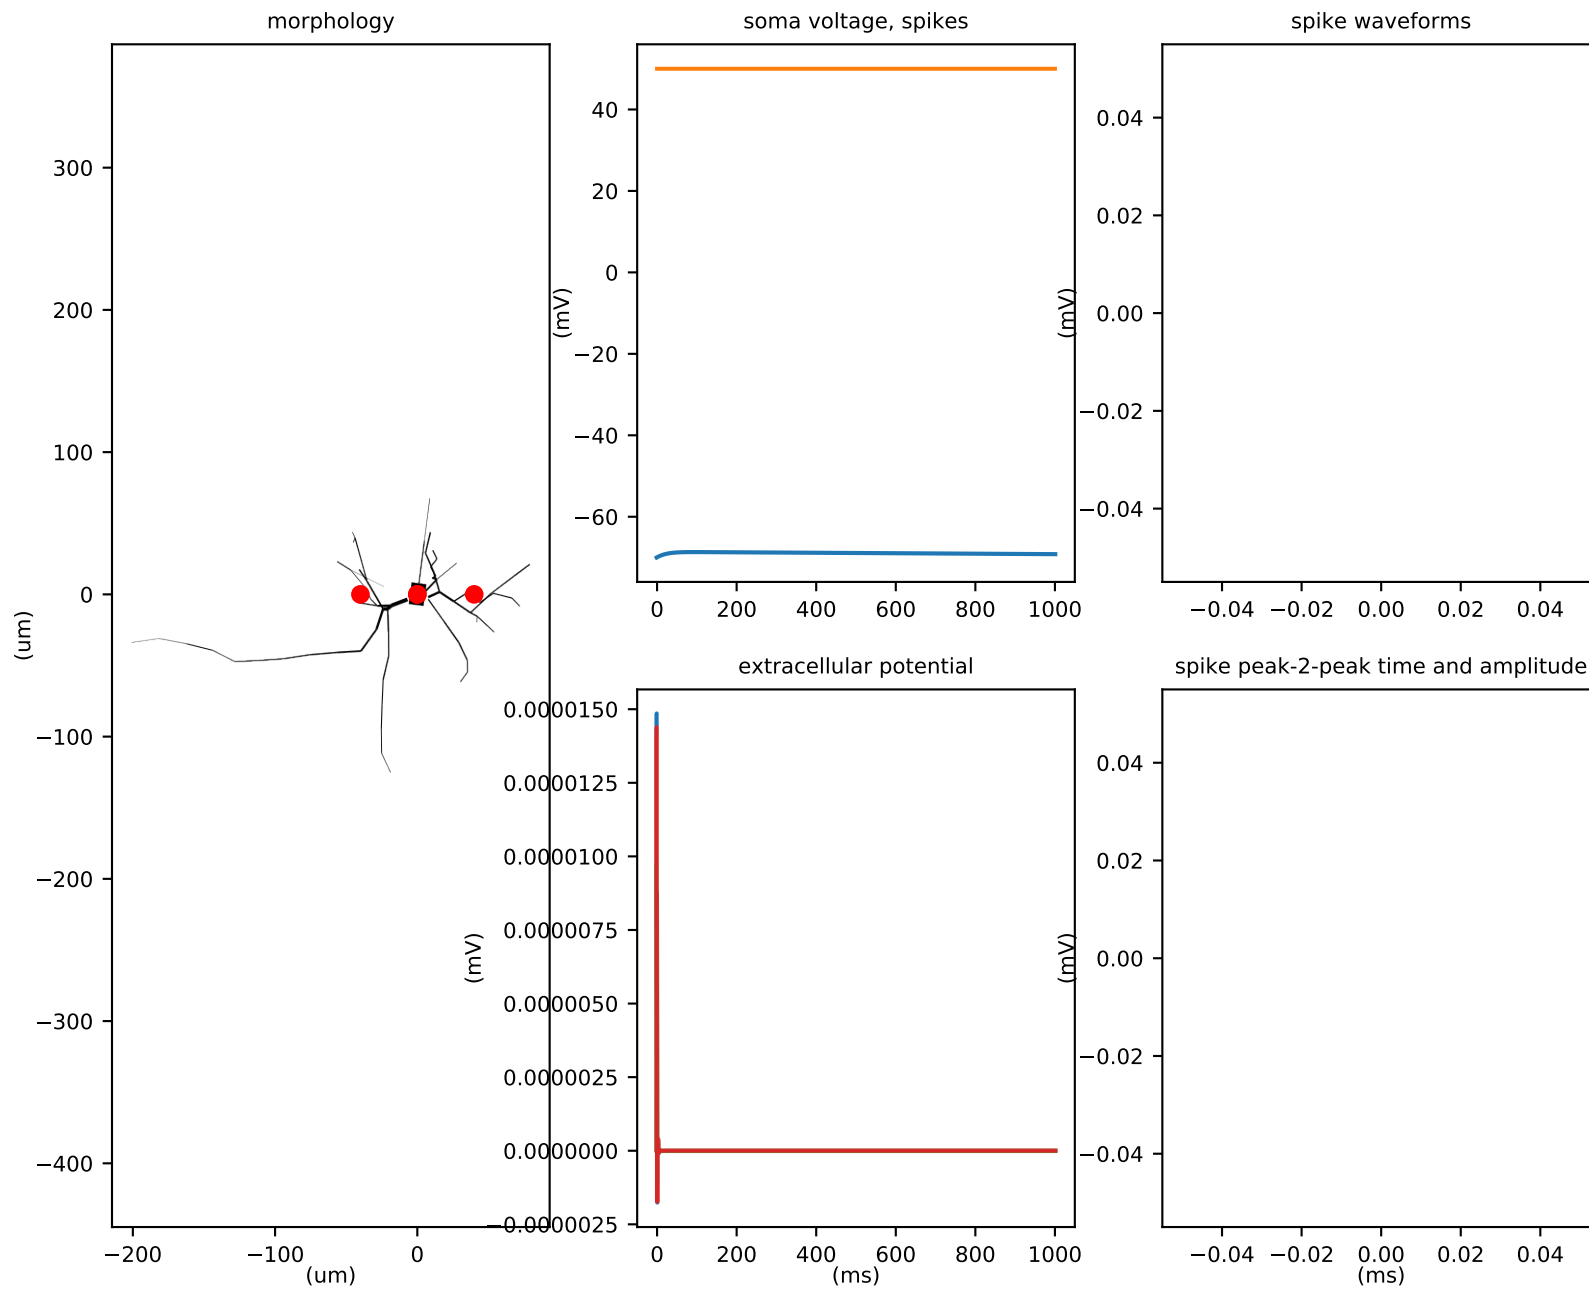 morphology
300
200
100
0
−100
−200
−300
−400
(um)
−200 −100 0
(um)
soma voltage, spikes
40
20
0
−20
−40
−60
(mV)
0 200 400 600 800 1000
spike waveforms
0.04
0.02
0.00
−0.02
−0.04
(mV)
−0.04 −0.02 0.00 0.02 0.04
extracellular potential
0.0000150
0.0000125
0.0000100
0.0000075
0.0000050
0.0000025
0.0000000
−0.0000025
(mV)
0 200 400 600 800 1000
(ms)
spike peak-2-peak time and amplitude
0.04
0.02
0.00
−0.02
−0.04
(mV)
−0.04 −0.02 0.00 0.02 0.04
(ms)